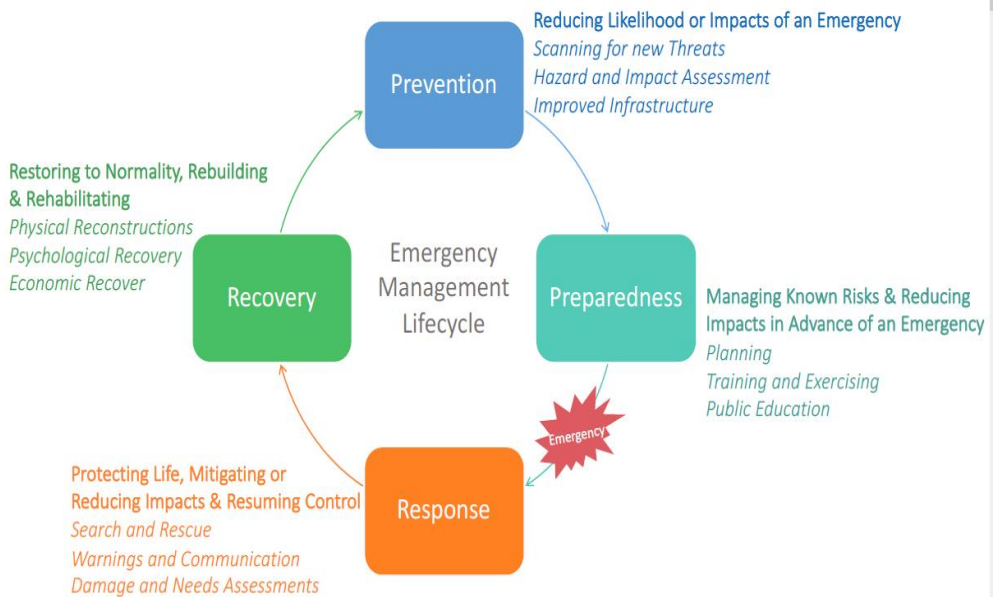 Reducing Likelihood or Impacts of an Emergency
Scanning for new Threats
Hazard and Impact Assessment
Improved Infrastructure
Prevention
Restoring to Normality, Rebuilding
& Rehabilitating
Physical Reconstructions
Psychological Recovery
Economic Recover
Recovery
Emergency
Management
Lifecycle
Preparedness
Managing Known Risks & Reducing
Impacts in Advance of an Emergency
Planning
Training and Exercising
Public Education
Emergency
Protecting Life, Mitigating or
Reducing Impacts & Resuming Control
Search and Rescue
Warnings and Communication
Damage and Needs Assessments
Response